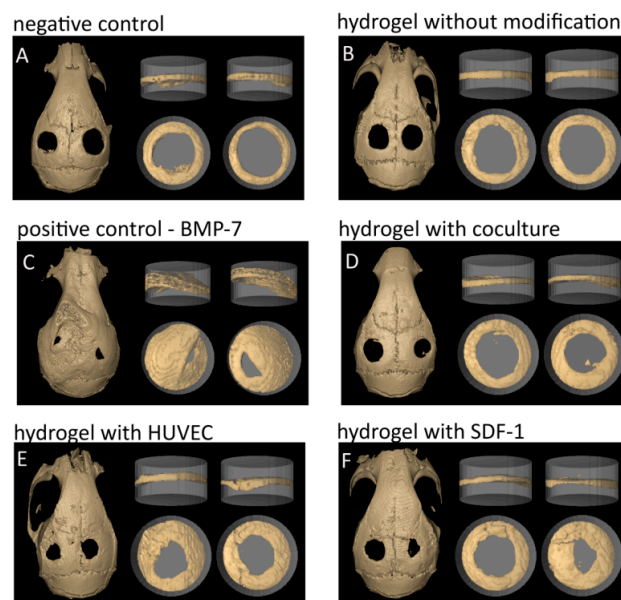 negative control
hydrogel without modification
A
B
positive control - BMP-7
hydrogel with coculture
C
D
hydrogel with HUVEC
hydrogel with SDF-1
E
F